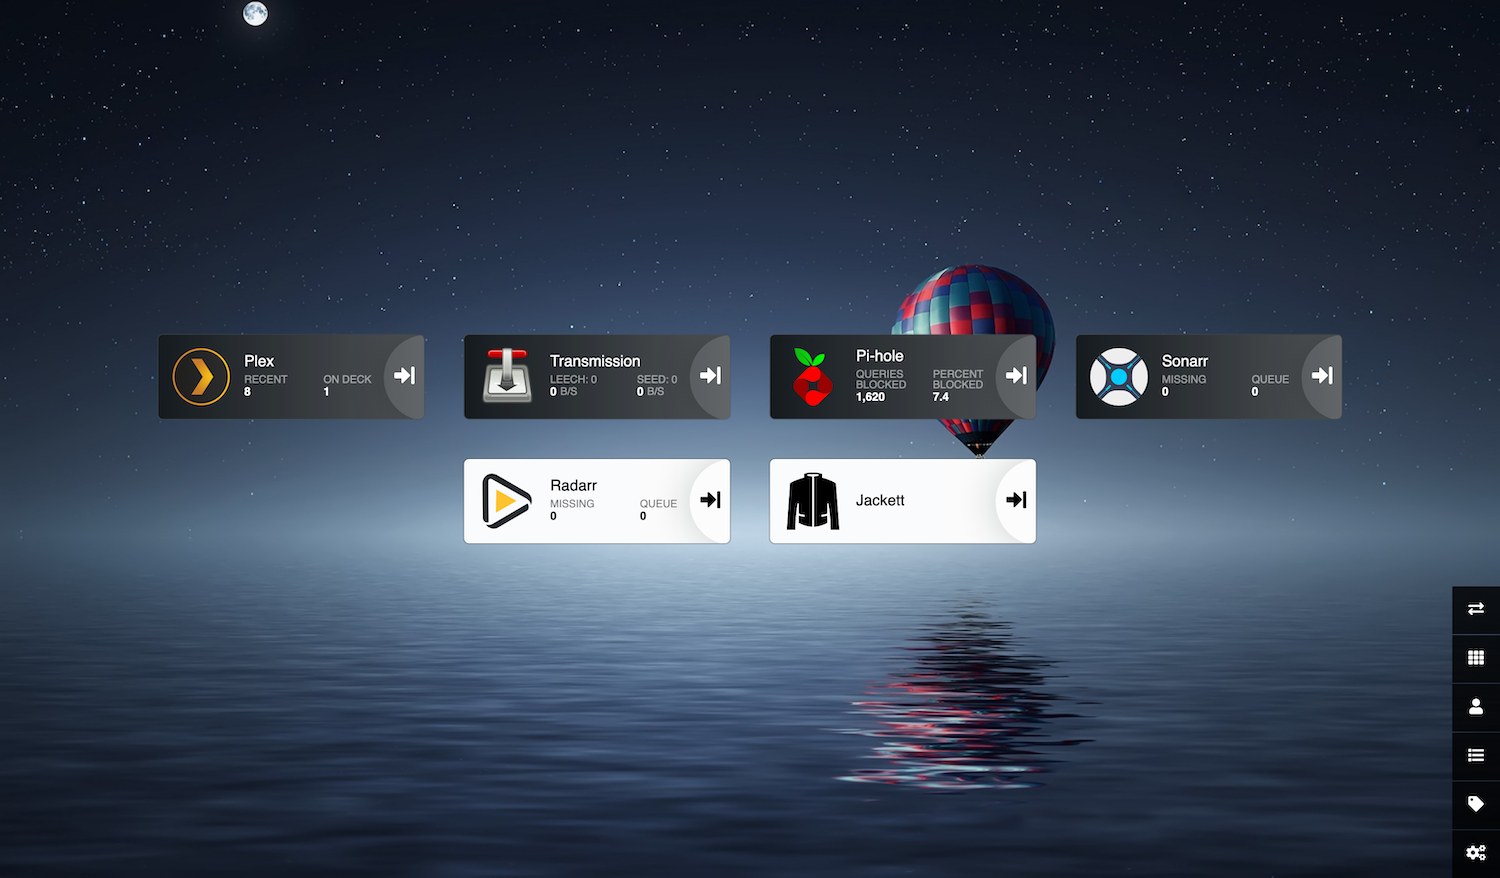 Plex
RECENT ON DECK
8 1
Transmission
LEECH: 0 SEED: 0
0 B/S 0 B/S
Pi-hole
QUERIES PERCENT
BLOCKED BLOCKED
1,620 7.4
Sonarr
MISSING QUEUE
0 0
Radarr
MISSING QUEUE
0 0
Jackett